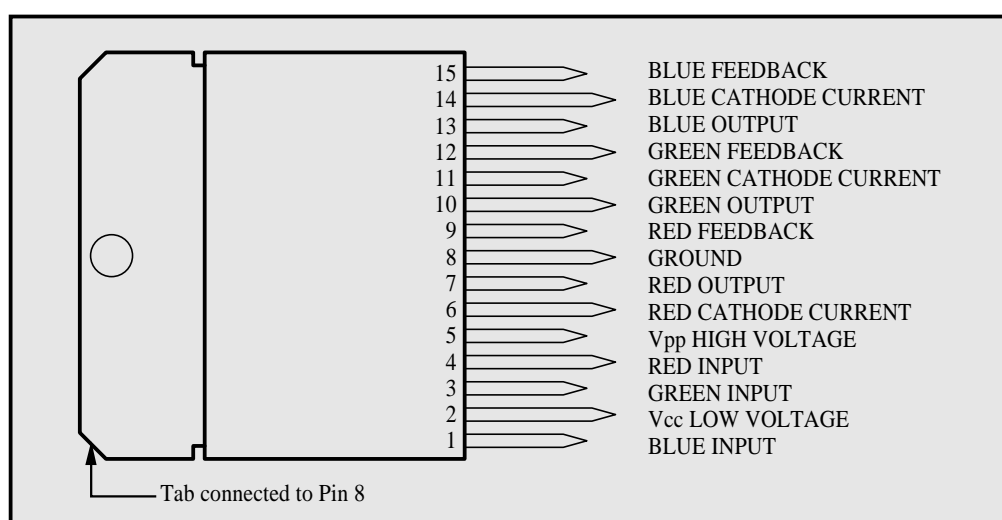 15 BLUE FEEDBACK
14 BLUE CATHODE CURRENT
13 BLUE OUTPUT
12 GREEN FEEDBACK
11 GREEN CATHODE CURRENT
10 GREEN OUTPUT
9 RED FEEDBACK
8 GROUND
7 RED OUTPUT
6 RED CATHODE CURRENT
5 Vpp HIGH VOLTAGE
4 RED INPUT
3 GREEN INPUT
2 Vcc LOW VOLTAGE
1 BLUE INPUT
Tab connected to Pin 8